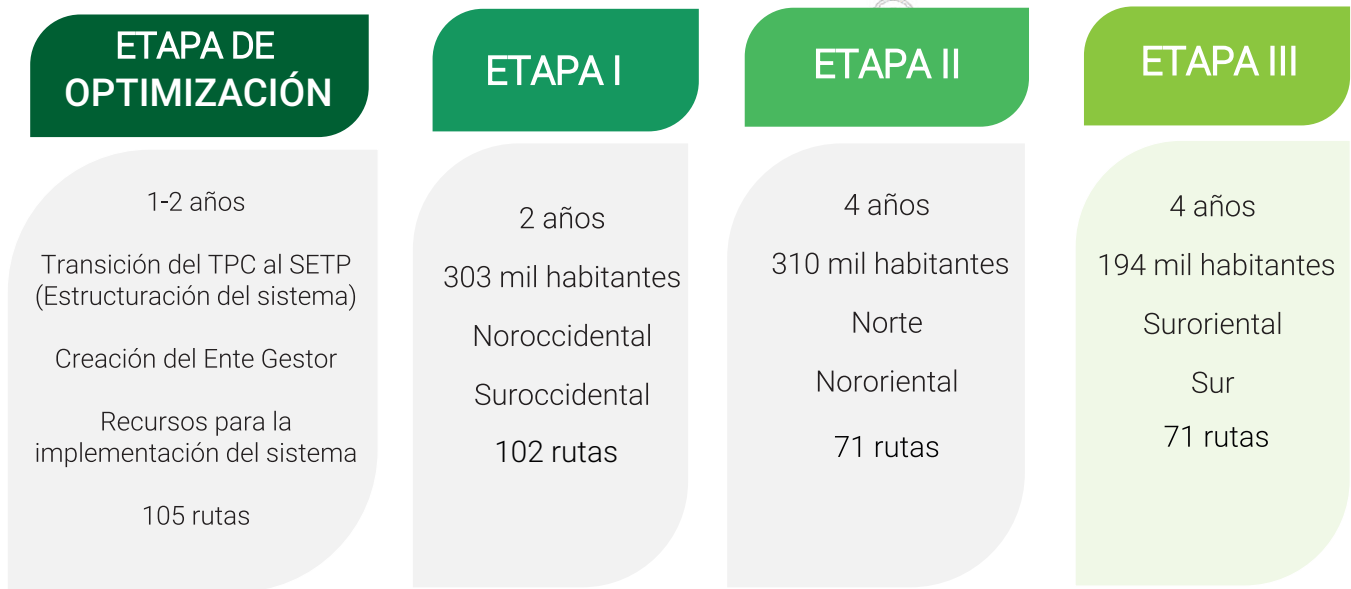 ETAPA DE
OPTIMIZACIÓN
1-2 años
Transición del TPC al SETP
(Estructuración del sistema)
Creación del Ente Gestor
Recursos para la
implementación del sistema
105 rutas
ETAPA I
2 años
303 mil habitantes
Noroccidental
Suroccidental
102 rutas
ETAPA II
4 años
310 mil habitantes
Norte
Nororiental
71 rutas
ETAPA III
4 años
194 mil habitantes
Suroriental
Sur
71 rutas